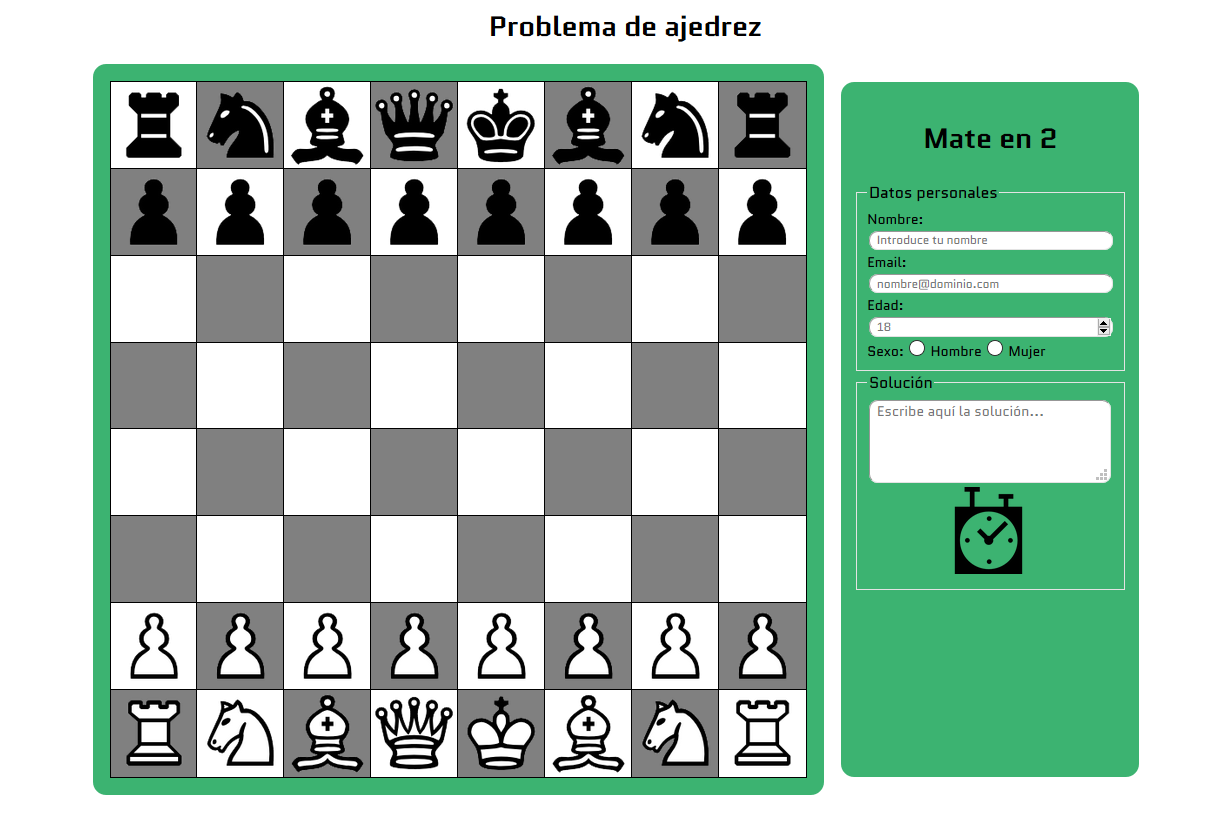 Problema de ajedrez
Mate en 2
Datos personales
Nombre:
Introduce tu nombre
Email:
nombre@dominio.com
Edad:
18
Sexo: Hombre Mujer
Solución
Escribe aquí la solución...